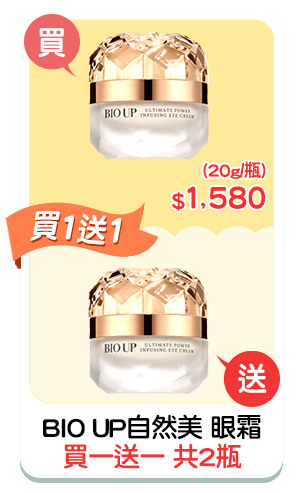 買
BIO UP
ULTIMATE POWER
INFUSING EYE CREAM
(20g/瓶)
$1,580
買1送1
BIO UP
ULTIMATE POWER
INFUSING EYE CREAM
送
BIO UP自然美 眼霜
買一送一 共2瓶